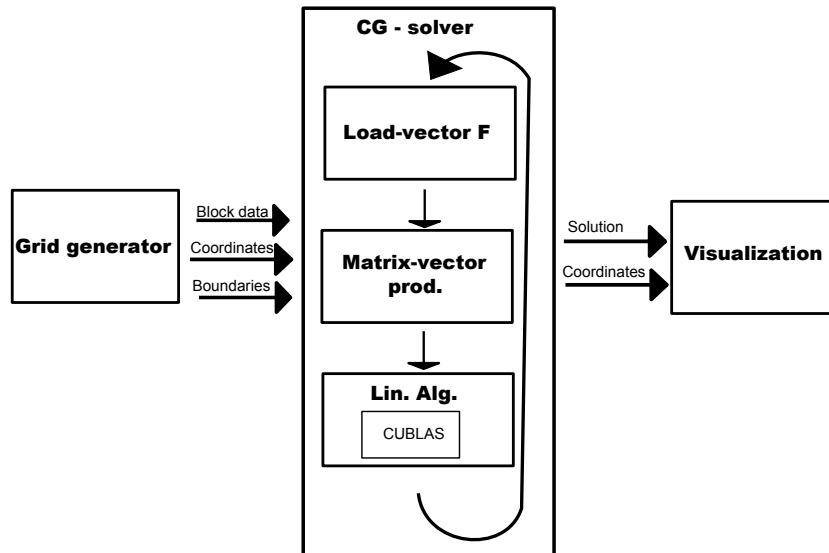 CG - solver
Load-vector F
Grid generator
Block data
Coordinates
Boundaries
Matrix-vector
prod.
Lin. Alg.
CUBLAS
Solution
Coordinates
Visualization